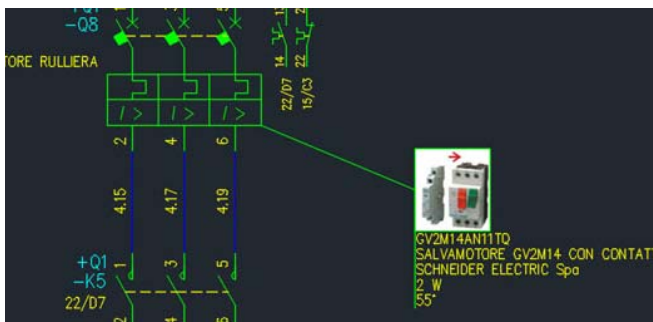 -Q8
TORE RULLIERA
13
14
22
22/D7
15/C3
I >
I >
I >
2
4
6
4.15
4.17
4.19
GV2M14AN11TQ
SALVAMOTORE GV2M14 CON CONTAT
SCHNEIDER ELECTRIC Spa
2 W
55°
+Q1
-K5
22/D7
1
3
5